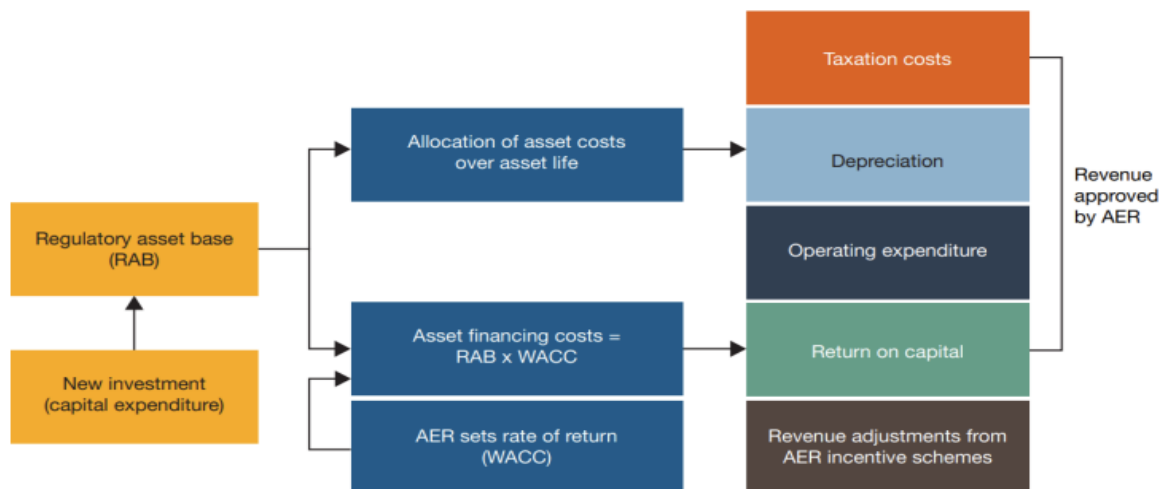 Taxation costs
Allocation of asset costs
over asset life
Depreciation
Revenue
approved
by AER
Regulatory asset base
(RAB)
Operating expenditure
Asset financing costs =
RAB x WACC
Return on capital
New investment
(capital expenditure)
AER sets rate of return
(WACC)
Revenue adjustments from
AER incentive schemes